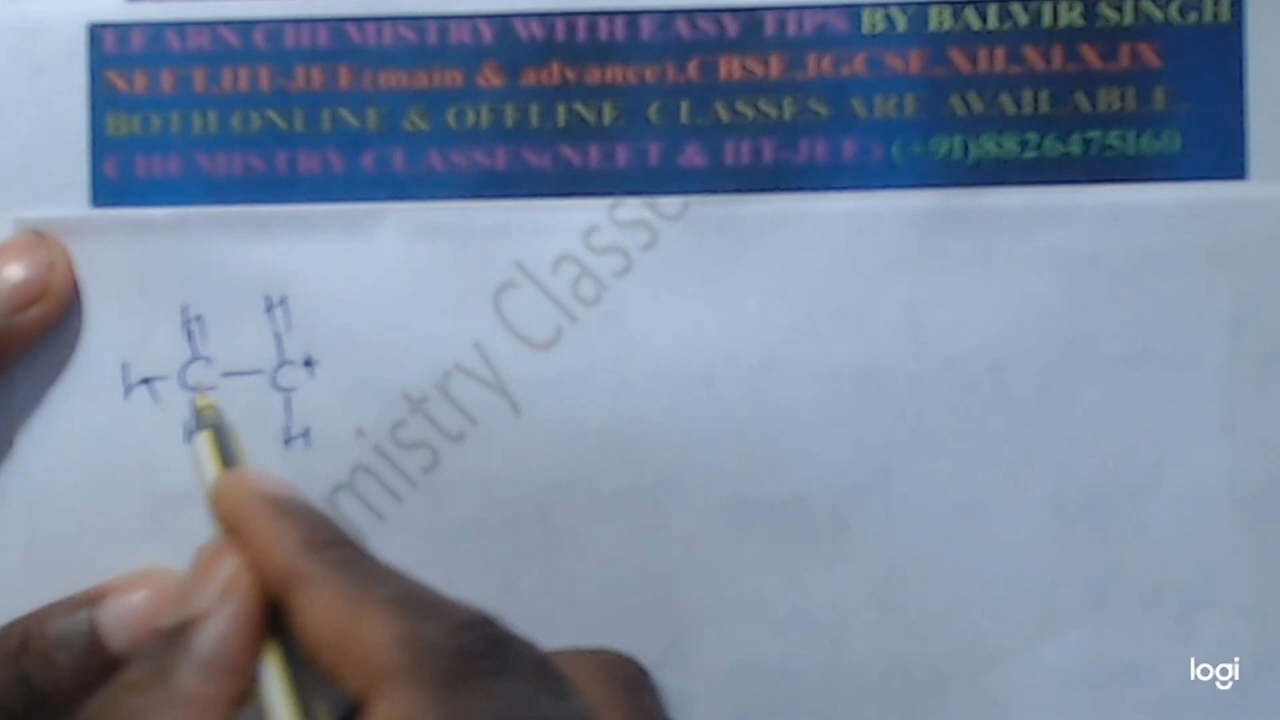 LEARN CHEMISTRY WITH EASY TIPS BY BALVIR SINGH
NEET,IIT-JEE(main & advance),CBSE,IGCSE,XII,XI,X,IX
BOTH ONLINE & OFFLINE CLASSES ARE AVAILABLE.
CHEMISTRY CLASSES(NEET & IIT-JEE) (+91)8826475160
mistry Classe
H H
H-C-C+
H H
logi